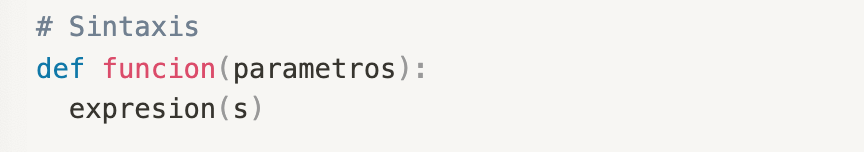 # Sintaxis
def funcion(parametros):
  expresion(s)